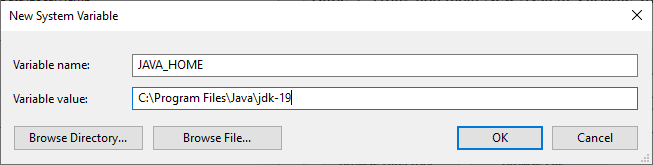 New System Variable
Variable name: JAVA_HOME
Variable value: C:\Program Files\Java\jdk-19
Browse Directory... Browse File... OK Cancel